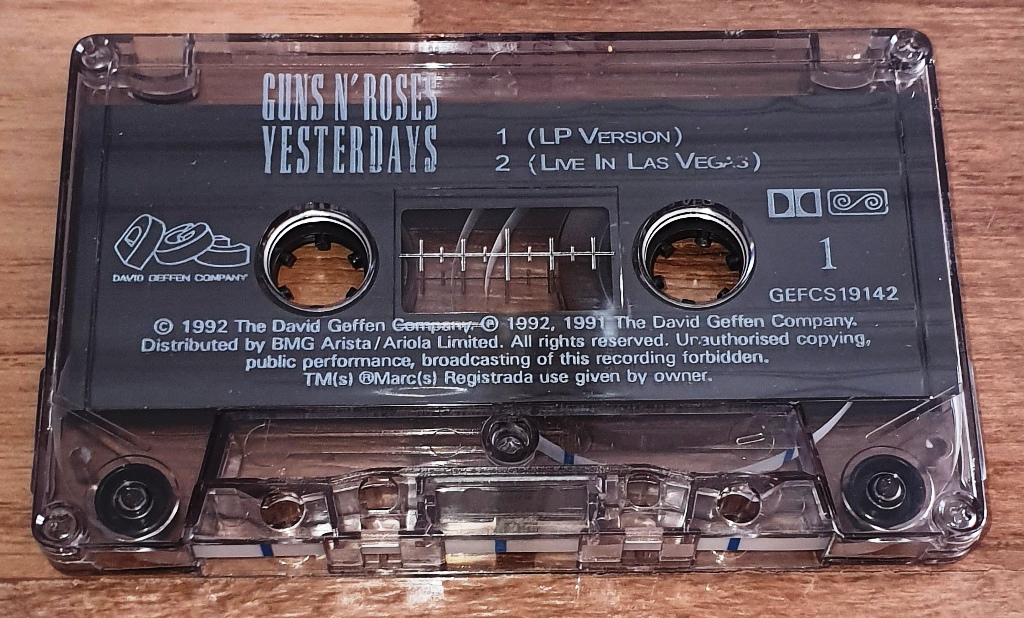 GUNS N' ROSES
YESTERDAYS
1 (LP VERSION)
2 (LIVE IN LAS VEGAS)
DAVID GEFFEN COMPANY
1
GEFCS19142
© 1992 The David Geffen Company. ℗ 1992, 1991 The David Geffen Company.
Distributed by BMG Arista/Ariola Limited. All rights reserved. Unauthorised copying,
public performance, broadcasting of this recording forbidden.
TM(s) ®Marc(s) Registrada use given by owner.